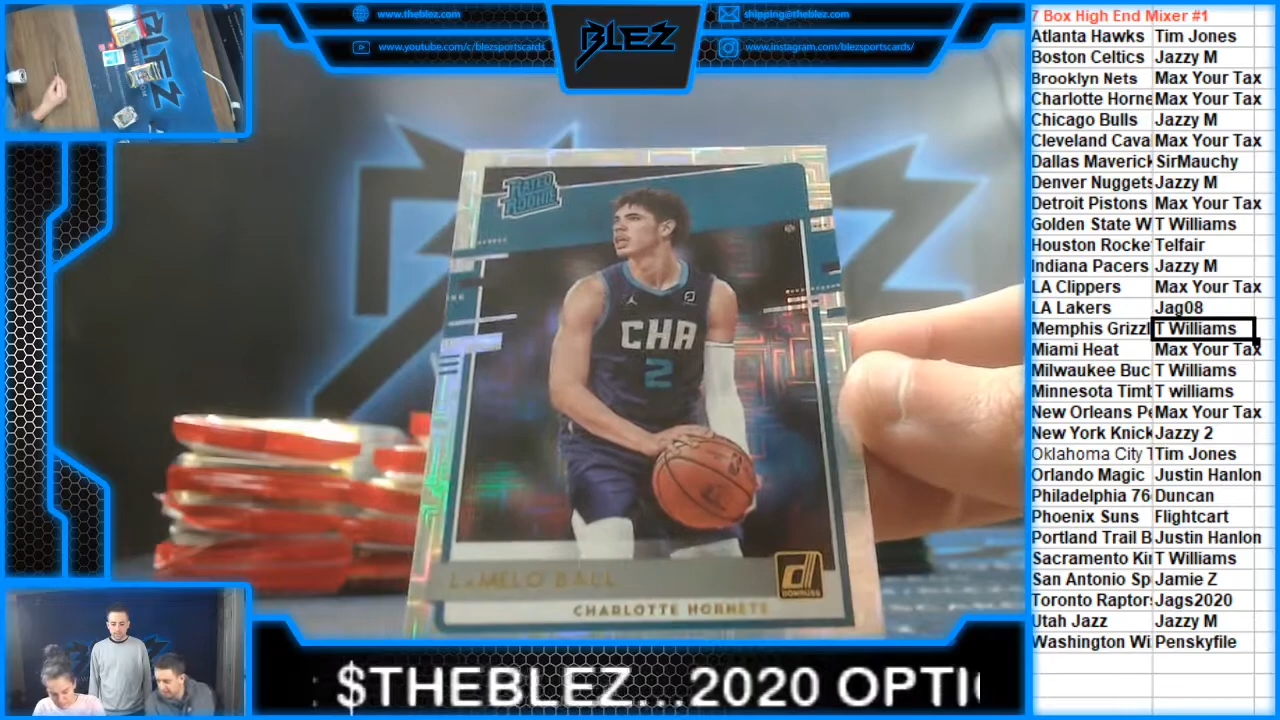 www.theblez.com
shipping@theblez.com
www.youtube.com/c/blezsportscards
www.instagram.com/blezsportscards/
BLEZ
BLEZ
RATED
ROOKIE
CHA
2
LaMELO BALL
CHARLOTTE HORNETS
d
DONRUSS
: $THEBLEZ...2020 OPTI
7 Box High End Mixer #1
Atlanta Hawks Tim Jones
Boston Celtics Jazzy M
Brooklyn Nets Max Your Tax
Charlotte Horne Max Your Tax
Chicago Bulls Jazzy M
Cleveland Cava Max Your Tax
Dallas Maverick SirMauchy
Denver Nuggets Jazzy M
Detroit Pistons Max Your Tax
Golden State W T Williams
Houston Rocke Telfair
Indiana Pacers Jazzy M
LA Clippers Max Your Tax
LA Lakers Jag08
Memphis Grizzl T Williams
Miami Heat Max Your Tax
Milwaukee Buc T Williams
Minnesota Timb T williams
New Orleans Pe Max Your Tax
New York Knick Jazzy 2
Oklahoma City T Tim Jones
Orlando Magic Justin Hanlon
Philadelphia 76 Duncan
Phoenix Suns Flightcart
Portland Trail B Justin Hanlon
Sacramento Kin T Williams
San Antonio Sp Jamie Z
Toronto Raptors Jags2020
Utah Jazz Jazzy M
Washington Wi Penskyfile